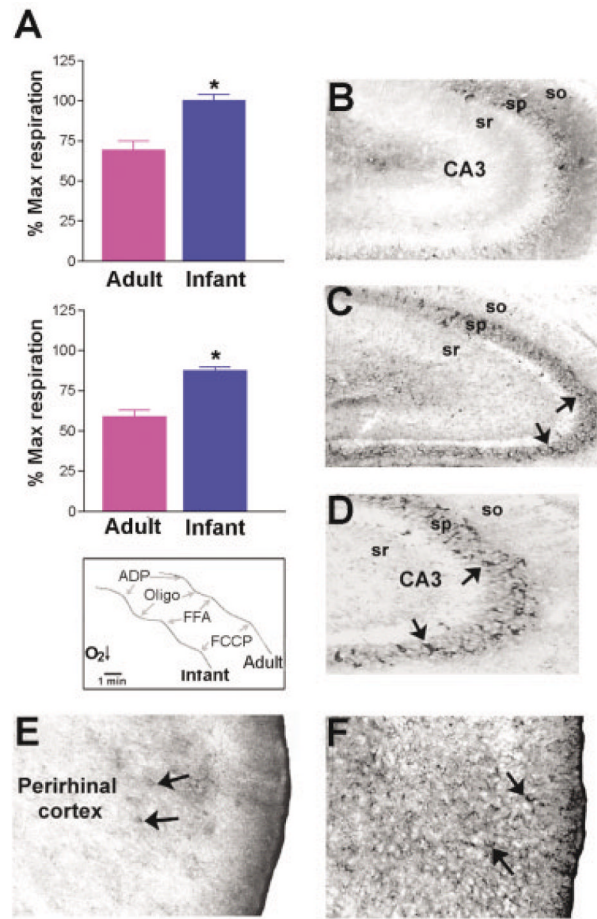 A
% Max respiration
125
100
75
50
25
0
*
Adult Infant
% Max respiration
125
100
75
50
25
0
*
Adult Infant
ADP
Oligo
FFA
FCCP
O₂↓
1 min
Infant
Adult
B
so
sp
sr
CA3
C
so
sp
sr
D
so
sp
sr
CA3
E
Perirhinal
cortex
F